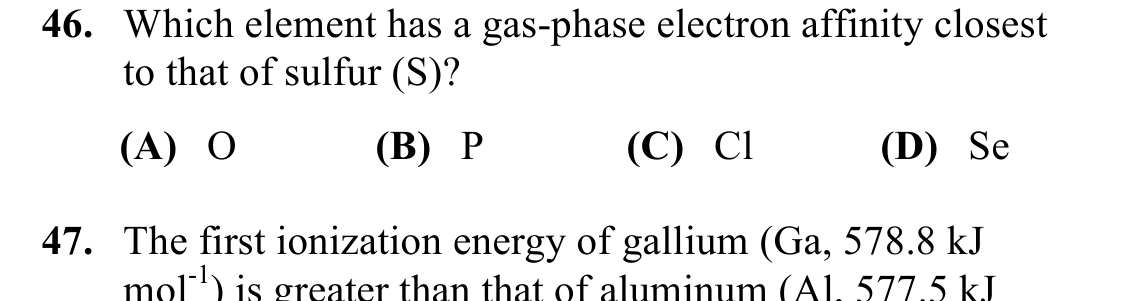 46. Which element has a gas-phase electron affinity closest
to that of sulfur (S)?
(A) O (B) P (C) Cl (D) Se
47. The first ionization energy of gallium (Ga, 578.8 kJ
mol⁻¹) is greater than that of aluminum (Al, 577.5 kJ